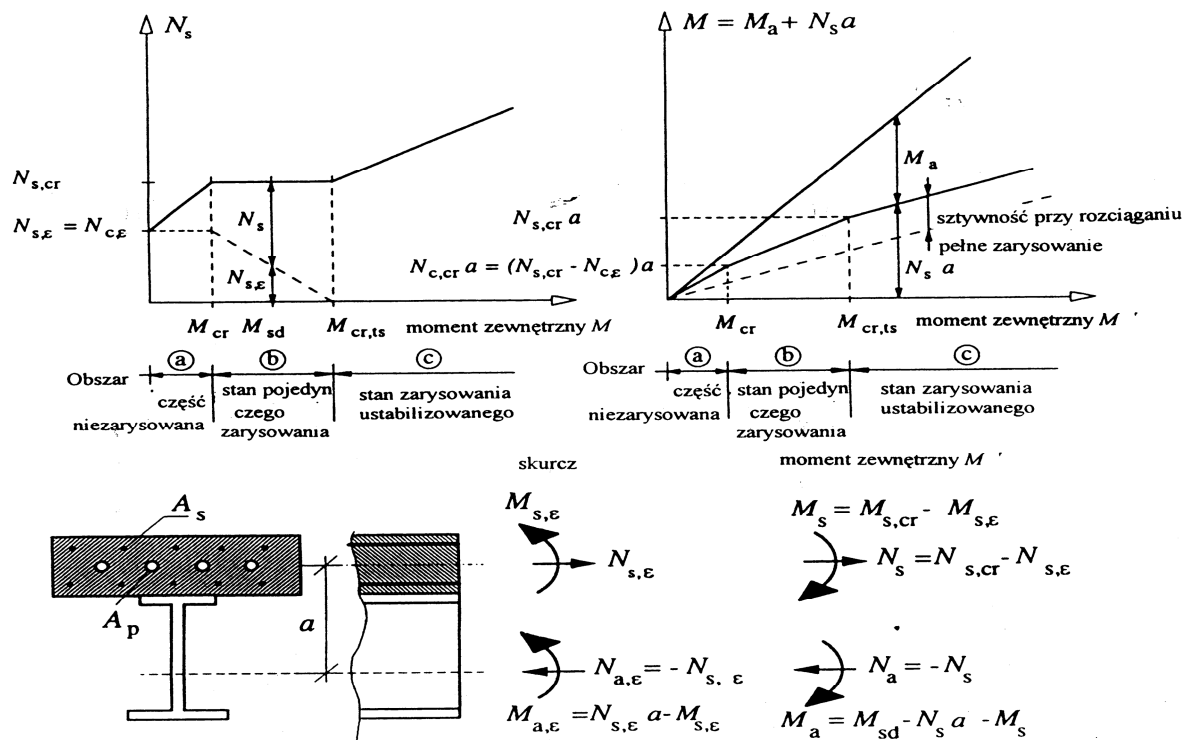 N_s
N_s,cr
N_s,ε = N_c,ε
N_s
N_s,ε
M_cr M_sd M_cr,ts moment zewnętrzny M
Obszar a b c
część niezarysowana
stan pojedyn
czego
zarysowania
stan zarysowania
ustabilizowanego
M = M_a + N_s a
M_a
N_s,cr a
sztywność przy rozciąganiu
pełne zarysowanie
N_c,cr a = (N_s,cr - N_c,ε) a
N_s a
M_cr M_cr,ts moment zewnętrzny M
Obszar a b c
część
niezarysowana
stan pojedyn
czego
zarysowania
stan zarysowania
ustabilizowanego
skurcz
moment zewnętrzny M
A_s
A_p
a
M_s,ε
N_s,ε
N_a,ε = - N_s. ε
M_a,ε = N_s,ε a - M_s,ε
M_s = M_s,cr - M_s,ε
N_s = N_s,cr - N_s,ε
N_a = - N_s
M_a = M_sd - N_s a - M_s